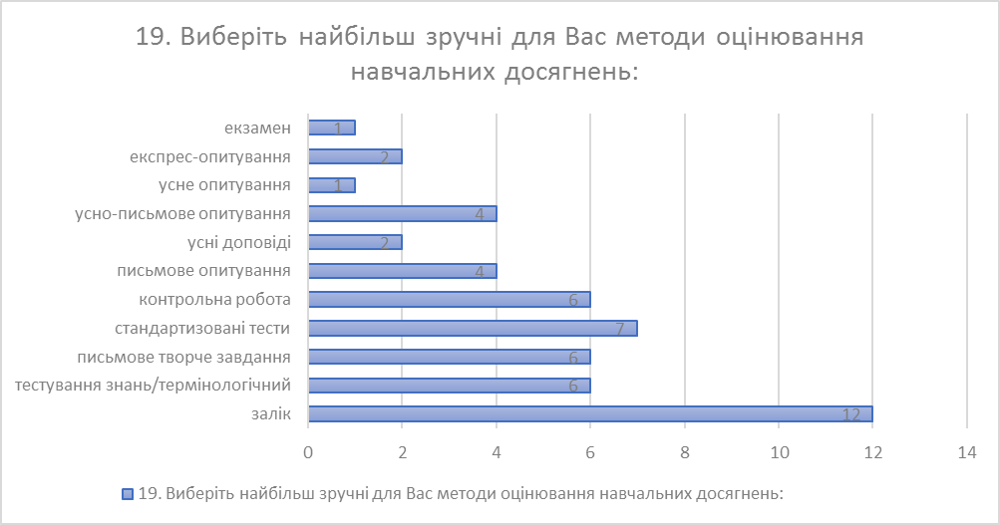 19. Виберіть найбільш зручні для Вас методи оцінювання
навчальних досягнень:
екзамен 1
експрес-опитування 2
усне опитування 1
усно-письмове опитування 4
усні доповіді 2
письмове опитування 4
контрольна робота 6
стандартизовані тести 7
письмове творче завдання 6
тестування знань/термінологічний 6
залік 12
0 2 4 6 8 10 12 14
19. Виберіть найбільш зручні для Вас методи оцінювання навчальних досягнень: